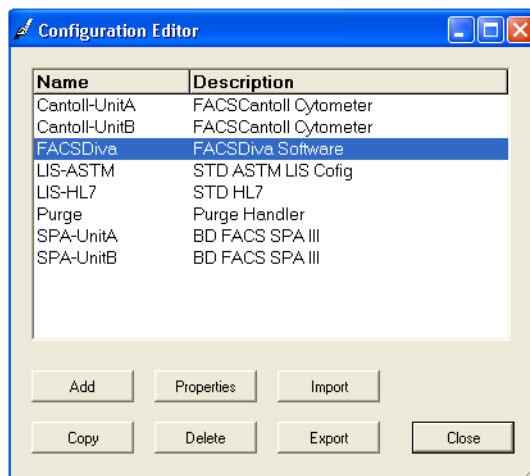 Configuration Editor
Name Description
CantoII-UnitA FACSCantoII Cytometer
CantoII-UnitB FACSCantoII Cytometer
FACSDiva FACSDiva Software
LIS-ASTM STD ASTM LIS Cofig
LIS-HL7 STD HL7
Purge Purge Handler
SPA-UnitA BD FACS SPA III
SPA-UnitB BD FACS SPA III
Add Properties Import
Copy Delete Export Close